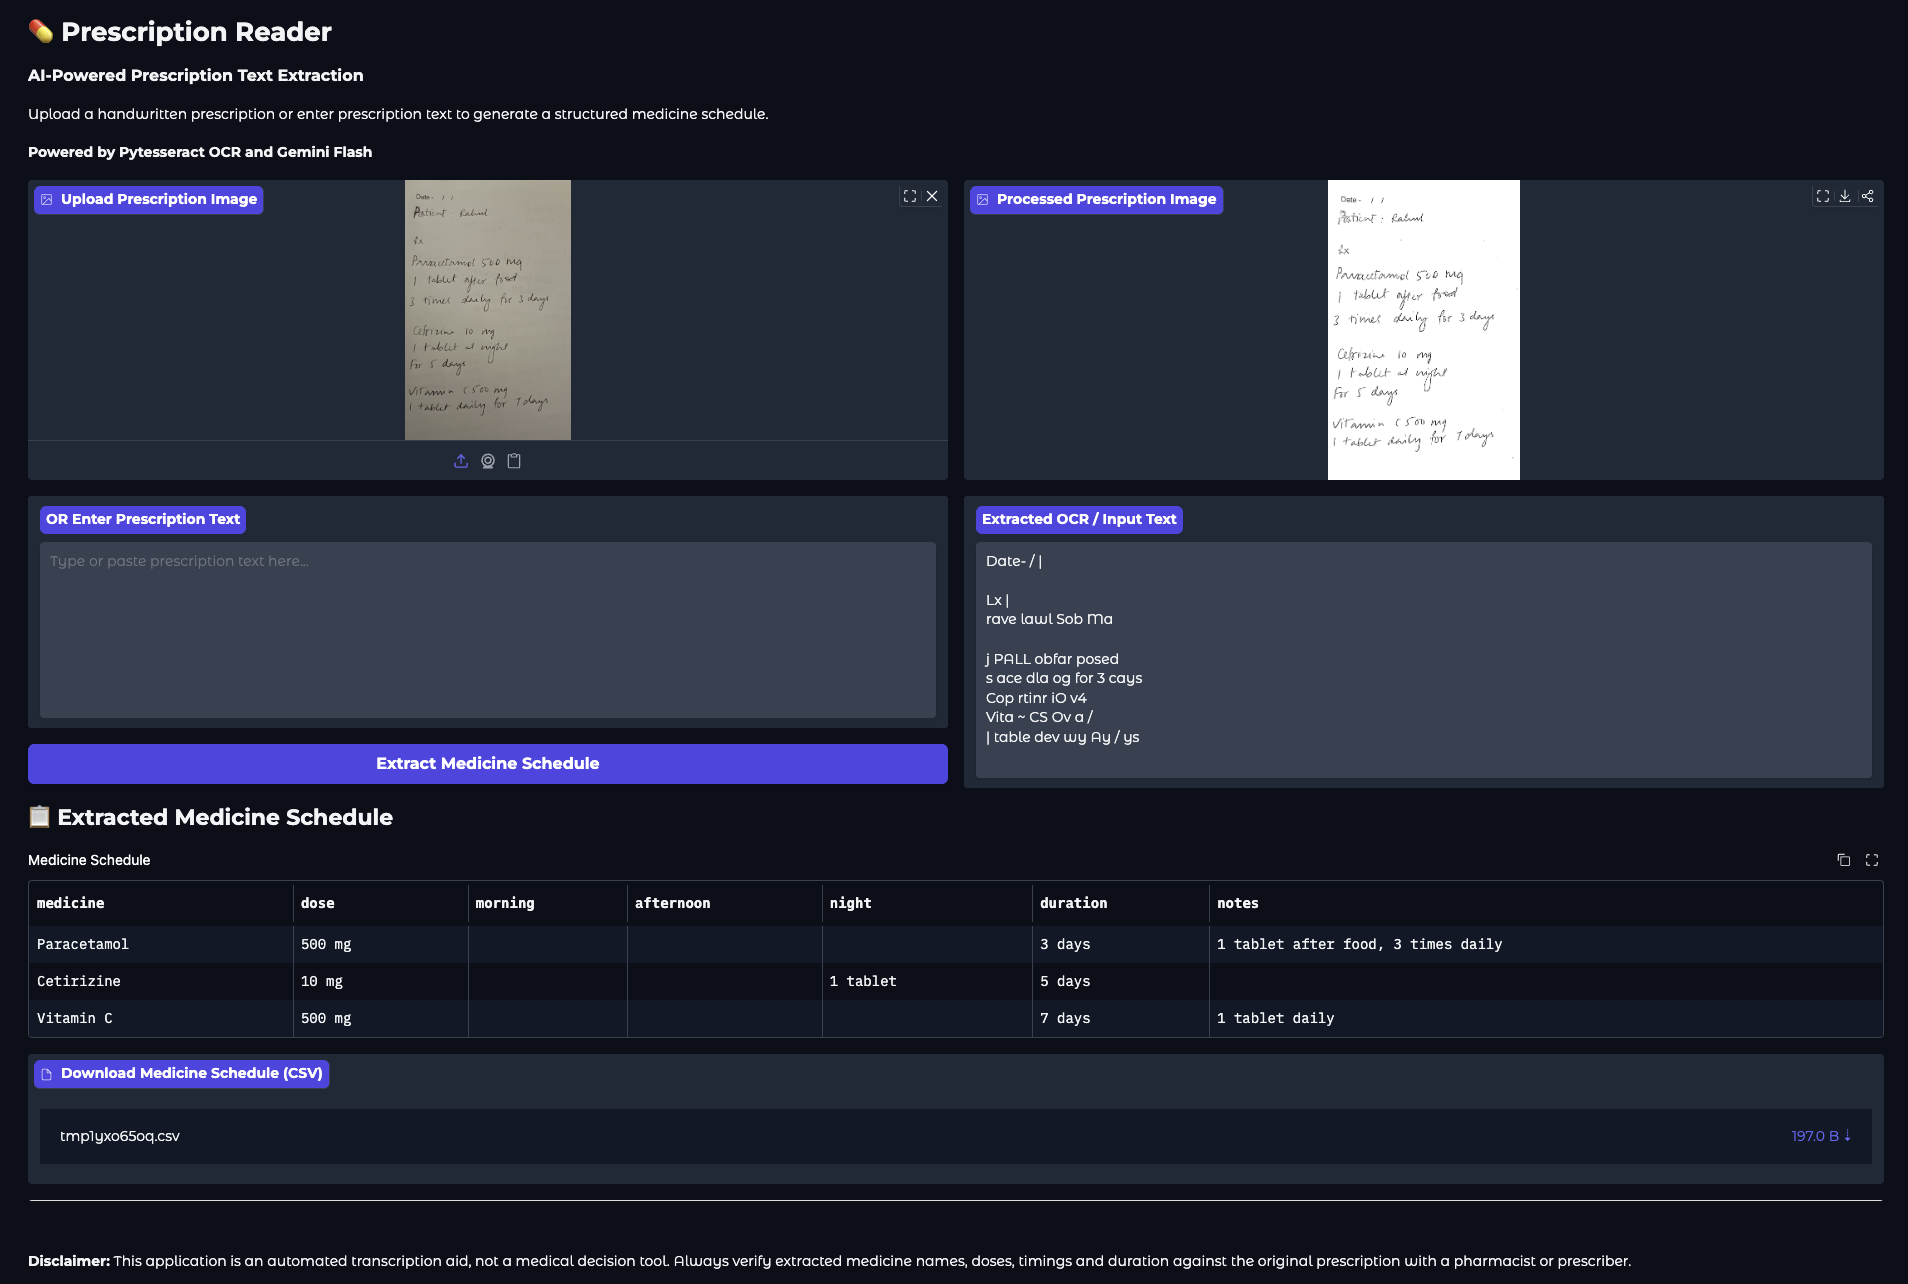 💊 Prescription Reader
AI-Powered Prescription Text Extraction
Upload a handwritten prescription or enter prescription text to generate a structured medicine schedule.
Powered by Pytesseract OCR and Gemini Flash
Upload Prescription Image
Date - / /
Patient : Rahul
Rx
Paracetamol 500 mg
1 tablet after food
3 times daily for 3 days
Cetrizine 10 mg
1 tablet at night
For 5 days
Vitamin C 500 mg
1 tablet daily for 7 days
Processed Prescription Image
Date - / /
Patient : Rahul
Rx
Paracetamol 500 mg
1 tablet after food
3 times daily for 3 days
Cetrizine 10 mg
1 tablet at night
For 5 days
Vitamin C 500 mg
1 tablet daily for 7 days
OR Enter Prescription Text
Type or paste prescription text here...
Extract Medicine Schedule
Extracted OCR / Input Text
Date- / |
Lx |
rave lawl Sob Ma
j PALL obfar posed
s ace dla og for 3 cays
Cop rtinr iO v4
Vita ~ CS Ov a /
| table dev wy Ay / ys
📋 Extracted Medicine Schedule
Medicine Schedule
medicine dose morning afternoon night duration notes
Paracetamol 500 mg 3 days 1 tablet after food, 3 times daily
Cetirizine 10 mg 1 tablet 5 days
Vitamin C 500 mg 7 days 1 tablet daily
Download Medicine Schedule (CSV)
tmp1yxo65oq.csv 197.0 B ↓
Disclaimer: This application is an automated transcription aid, not a medical decision tool. Always verify extracted medicine names, doses, timings and duration against the original prescription with a pharmacist or prescriber.